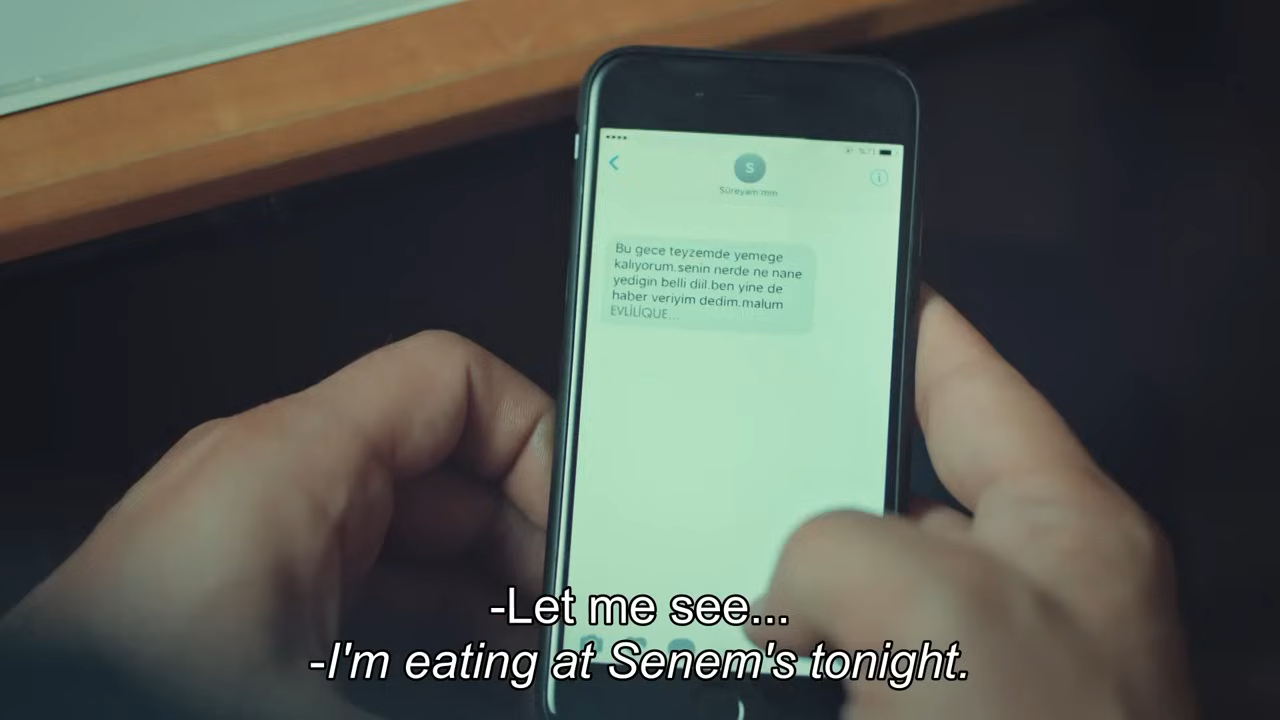 %71
S
Süreyam'mm
Bu gece teyzemde yemege
kalıyorum.senin nerde ne nane
yedigin belli diil.ben yine de
haber veriyim dedim.malum
EVLİLİQUE...
-Let me see...
-I'm eating at Senem's tonight.